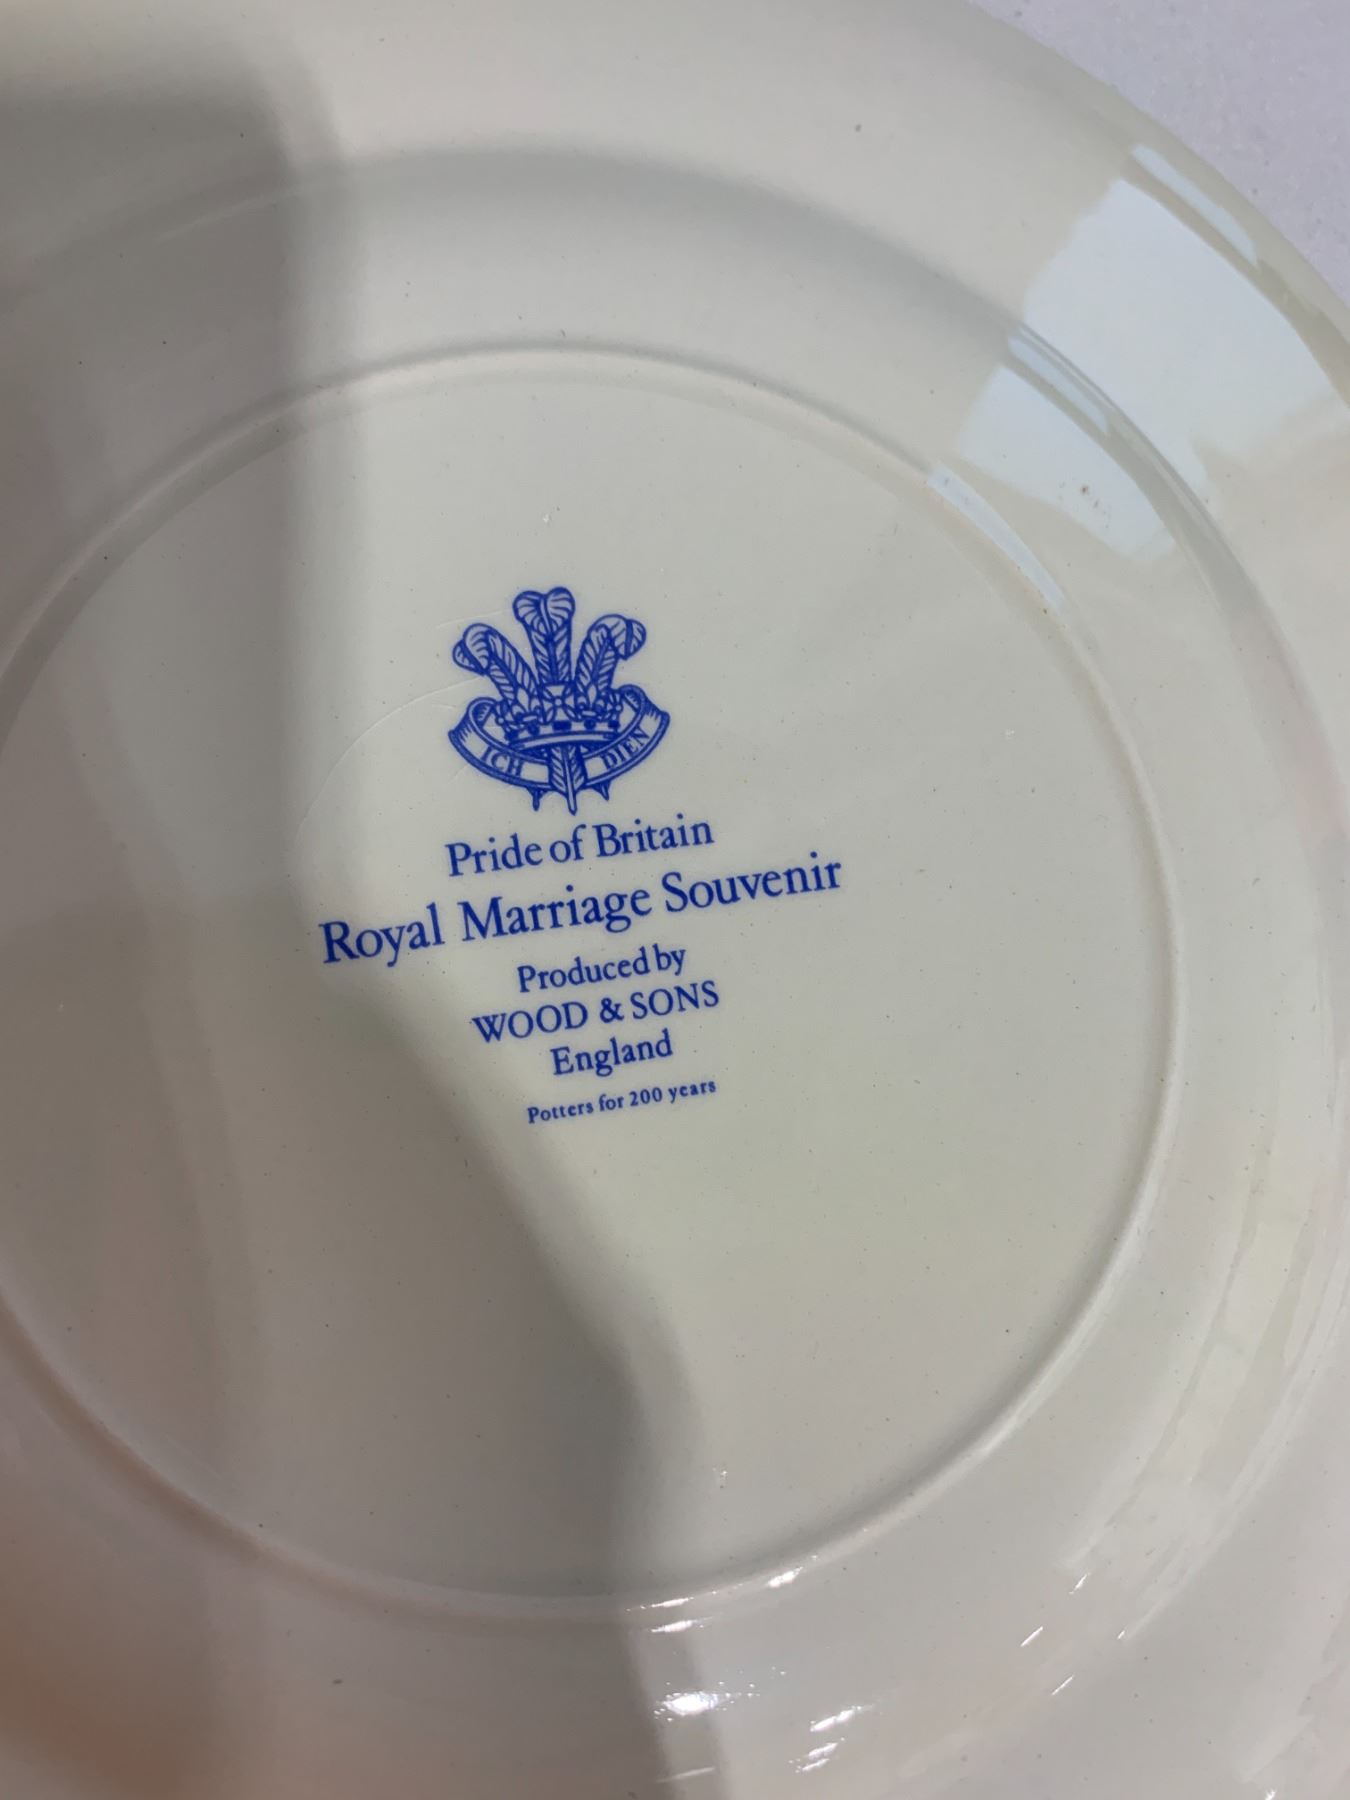 ICH DIEN
Pride of Britain
Royal Marriage Souvenir
Produced by
WOOD & SONS
England
Potters for 200 years